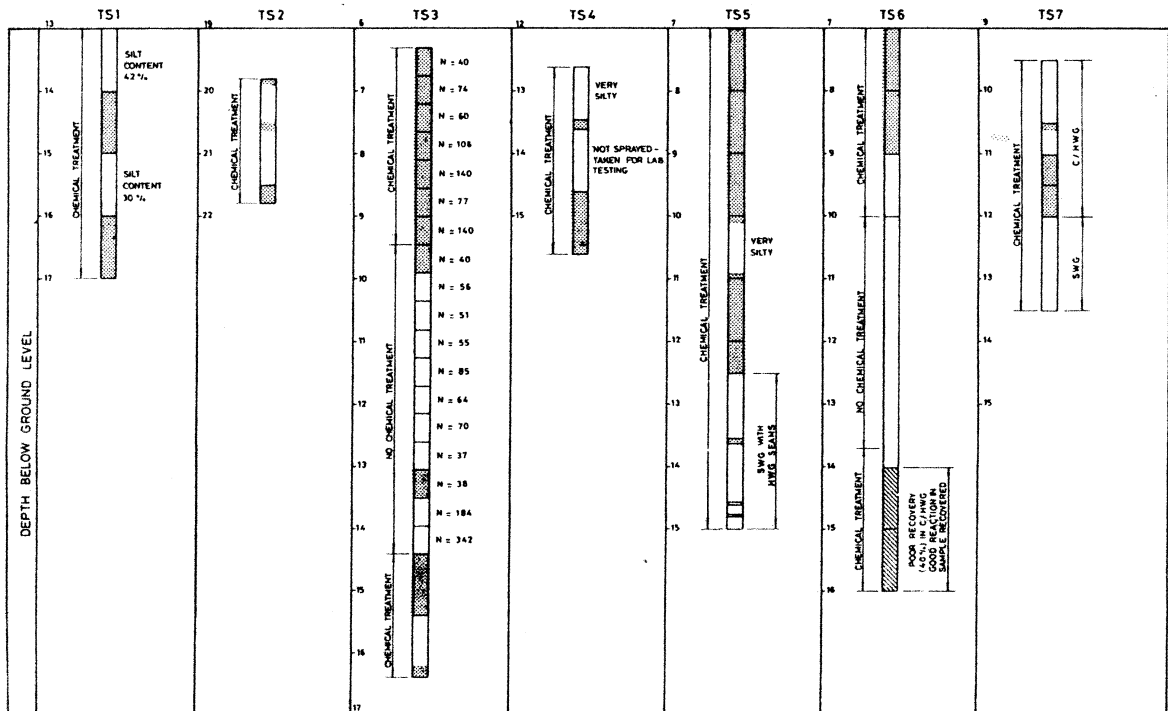 TS1
TS2
TS3
TS4
TS5
TS6
TS7
DEPTH BELOW GROUND LEVEL
13
14
15
16
17
CHEMICAL TREATMENT
SILT
CONTENT
42 %
SILT
CONTENT
30 %
19
20
21
22
CHEMICAL TREATMENT
6
7
8
9
10
11
12
13
14
15
16
17
CHEMICAL TREATMENT
NO CHEMICAL TREATMENT
CHEMICAL TREATMENT
N = 40
N = 74
N = 60
N = 106
N = 140
N = 77
N = 140
N = 40
N = 56
N = 51
N = 55
N = 85
N = 64
N = 70
N = 37
N = 38
N = 184
N = 342
12
13
14
15
CHEMICAL TREATMENT
VERY
SILTY
NOT SPRAYED -
TAKEN FOR LAB
TESTING
7
8
9
10
11
12
13
14
15
CHEMICAL TREATMENT
VERY
SILTY
SWG WITH
HWG SEAMS
7
8
9
10
11
12
13
14
15
16
CHEMICAL TREATMENT
NO CHEMICAL TREATMENT
CHEMICAL TREATMENT
POOR RECOVERY
(40 %) IN C/HWG
GOOD REACTION IN
SAMPLE RECOVERED
9
10
11
12
13
15
CHEMICAL TREATMENT
C/HWG
SWG